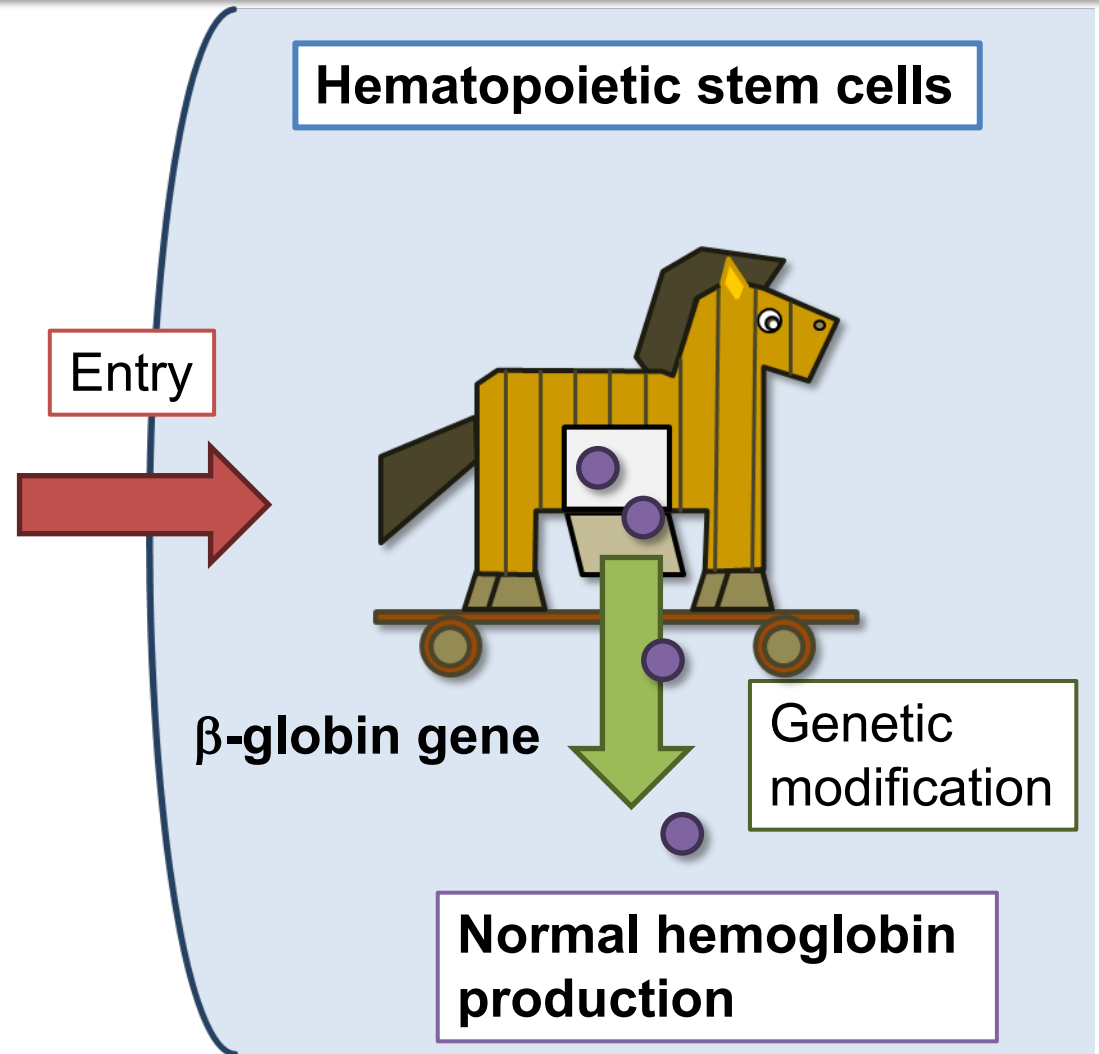 Hematopoietic stem cells
Entry
β-globin gene
Genetic
modification
Normal hemoglobin
production